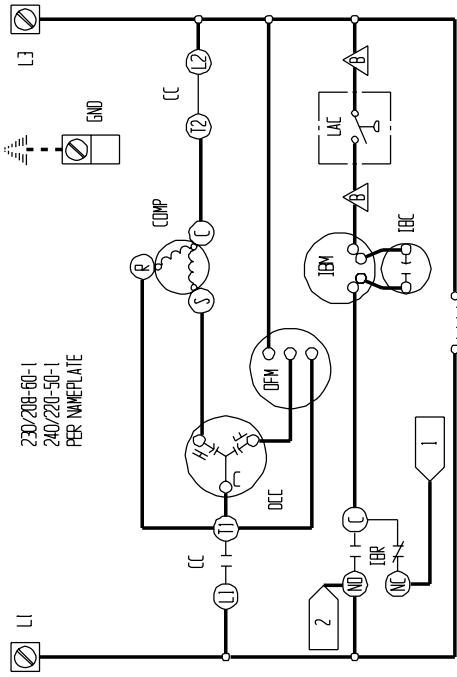 L1
L3
230/208-60-1
240/220-50-1
PER NAMEPLATE
GND
R
COMP
S
C
T2
CC
L2
L1
CC
T1
C
H
F
DCC
OFM
2
NO
C
IBR
NC
1
IBM
IBC
B
LAC
B